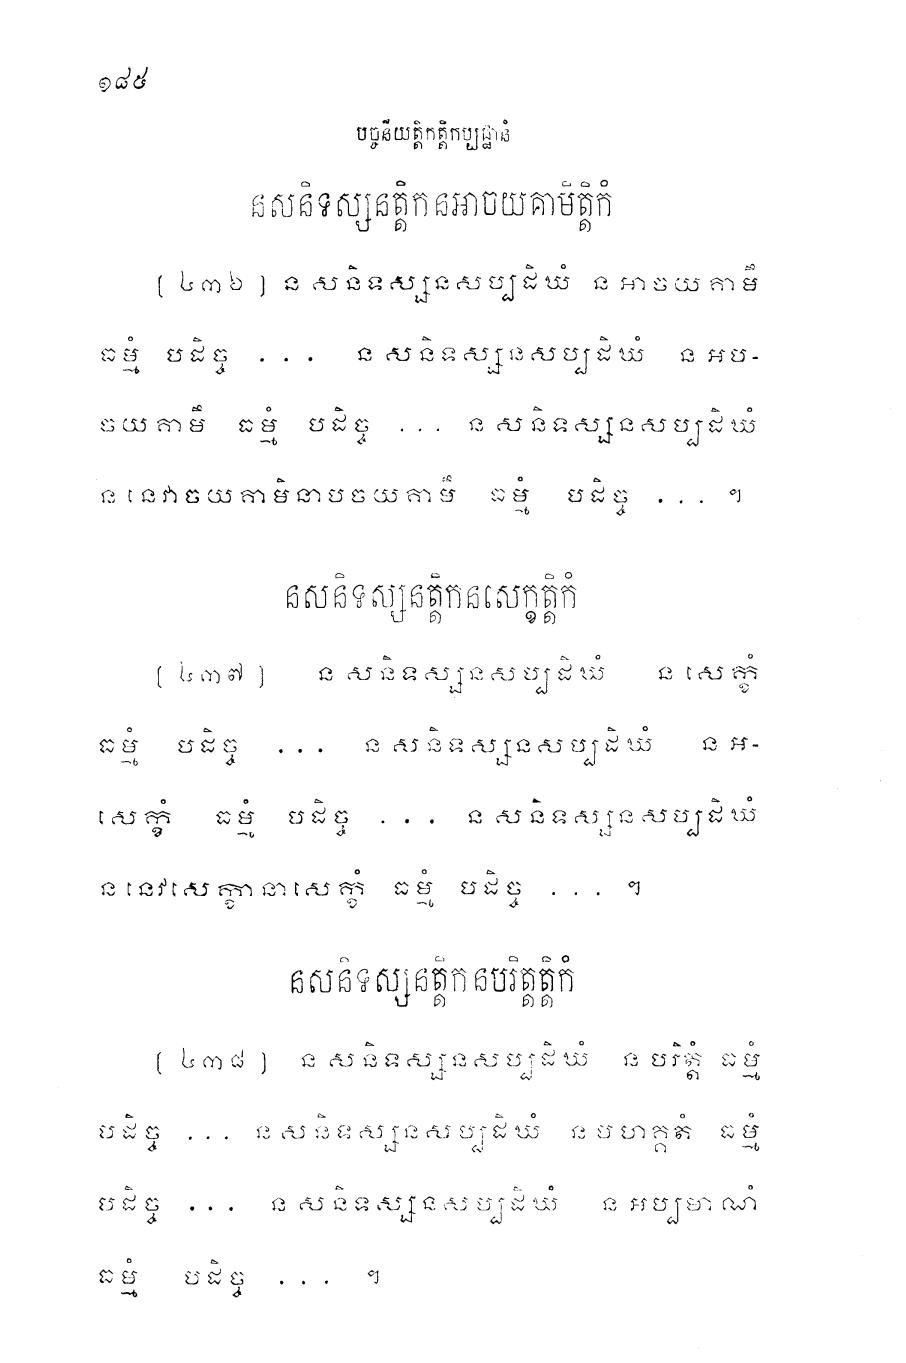 ១៨៥
បច្ចនីយត្តិកត្តិកប្បដ្ឋានំ
នសនិទស្សនត្តិកនអាចយគាមិត្តិកំ
[ ៤៣៦ ] ន សនិទស្សនសប្បដិឃំ ន អាចយគាមឹ
ធម្មំ បដិច្ច ... ន សនិទស្សនសប្បដិឃំ ន អប-
ចយគាមឹ ធម្មំ បដិច្ច ... ន សនិទស្សនសប្បដិឃំ
ន នេវាចយគាមិនាបចយគាមឹ ធម្មំ បដិច្ច ... ។
នសនិទស្សនត្តិកនសេក្ខត្តិកំ
[ ៤៣៧ ] ន សនិទស្សនសប្បដិឃំ ន សេក្ខំ
ធម្មំ បដិច្ច ... ន សនិទស្សនសប្បដិឃំ ន អ-
សេក្ខំ ធម្មំ បដិច្ច ... ន សនិទស្សនសប្បដិឃំ
ន នេវសេក្ខានាសេក្ខំ ធម្មំ បដិច្ច ... ។
នសនិទស្សនត្តិកនបរិត្តត្តិកំ
[ ៤៣៨ ] ន សនិទស្សនសប្បដិឃំ ន បរិត្តំ ធម្មំ
បដិច្ច ... ន សនិទស្សនសប្បដិឃំ ន មហគ្គតំ ធម្មំ
បដិច្ច ... ន សនិទស្សនសប្បដិឃំ ន អប្បមាណំ
ធម្មំ បដិច្ច ... ។